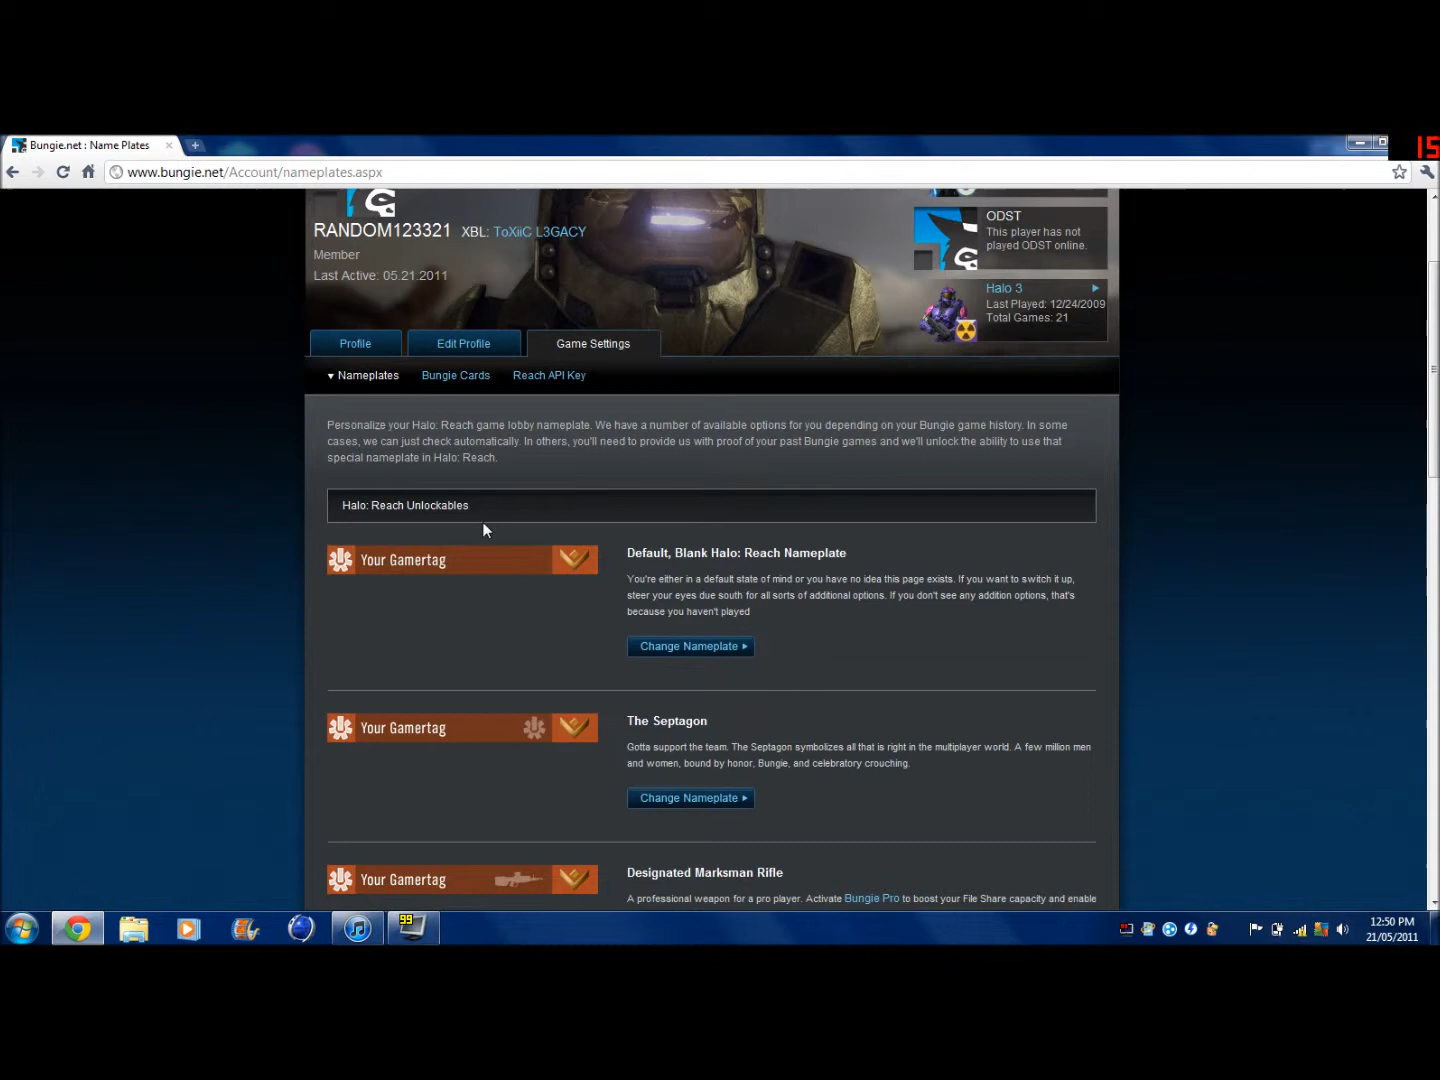 Bungie.net : Name Plates
15
www.bungie.net/Account/nameplates.aspx
RANDOM123321 XBL: ToXiiC L3GACY
Member
Last Active: 05.21.2011
ODST
This player has not
played ODST online.
Halo 3
Last Played: 12/24/2009
Total Games: 21
Profile
Edit Profile
Game Settings
Nameplates
Bungie Cards
Reach API Key
Personalize your Halo: Reach game lobby nameplate. We have a number of available options for you depending on your Bungie game history. In some
cases, we can just check automatically. In others, you'll need to provide us with proof of your past Bungie games and we'll unlock the ability to use that
special nameplate in Halo: Reach.
Halo: Reach Unlockables
Your Gamertag
Default, Blank Halo: Reach Nameplate
You're either in a default state of mind or you have no idea this page exists. If you want to switch it up,
steer your eyes due south for all sorts of additional options. If you don't see any addition options, that's
because you haven't played
Change Nameplate
Your Gamertag
The Septagon
Gotta support the team. The Septagon symbolizes all that is right in the multiplayer world. A few million men
and women, bound by honor, Bungie, and celebratory crouching.
Change Nameplate
Your Gamertag
Designated Marksman Rifle
A professional weapon for a pro player. Activate Bungie Pro to boost your File Share capacity and enable
99
12:50 PM
21/05/2011